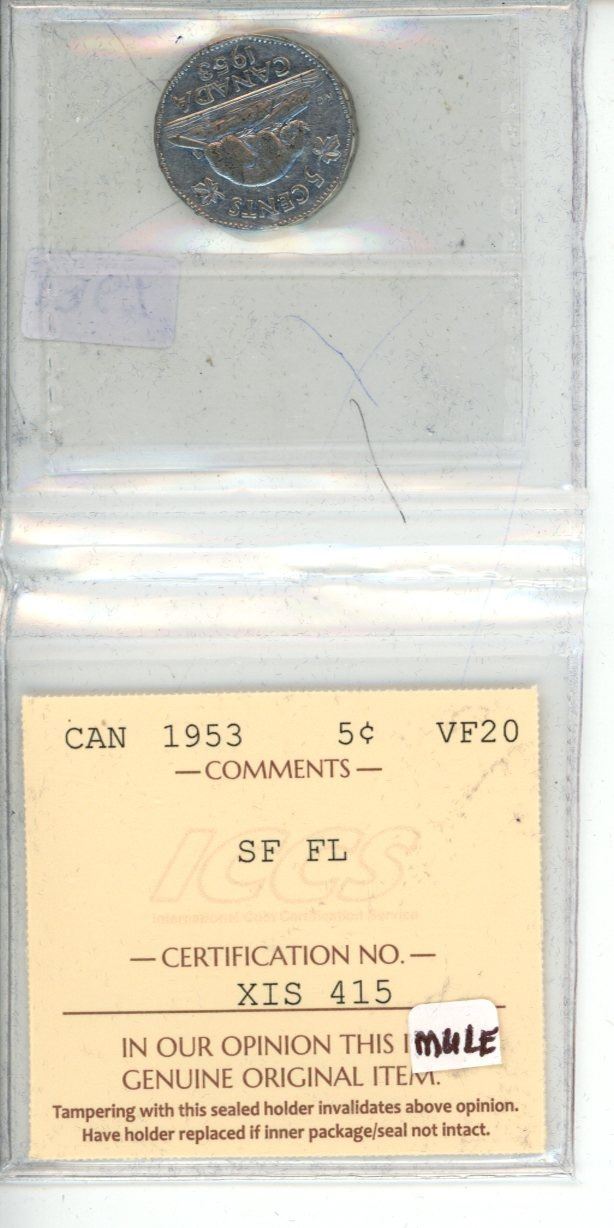 CANADA
1953
5 CENTS
CAN 1953 5¢ VF20
— COMMENTS —
SF FL
ICCS
International Coin Certification Service
— CERTIFICATION NO. —
XIS 415
IN OUR OPINION THIS I
MULE
GENUINE ORIGINAL ITEM.
Tampering with this sealed holder invalidates above opinion.
Have holder replaced if inner package/seal not intact.